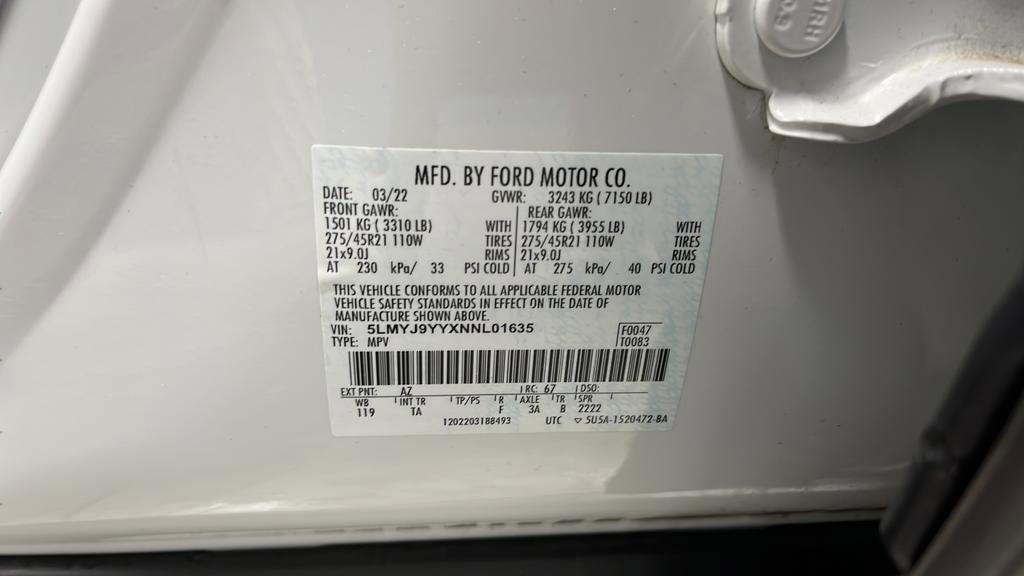 1RH
MFD. BY FORD MOTOR CO.
DATE: 03/22 GVWR: 3243 KG ( 7150 LB)
FRONT GAWR: REAR GAWR:
1501 KG ( 3310 LB) WITH 1794 KG ( 3955 LB) WITH
275/45R21 110W TIRES 275/45R21 110W TIRES
21x9.0J RIMS 21x9.0J RIMS
AT 230 kPa/ 33 PSI COLD AT 275 kPa/ 40 PSI COLD
THIS VEHICLE CONFORMS TO ALL APPLICABLE FEDERAL MOTOR
VEHICLE SAFETY STANDARDS IN EFFECT ON THE DATE OF
MANUFACTURE SHOWN ABOVE.
VIN: 5LMYJ9YYXNNL01635 F0047
TYPE: MPV T0083
EXT PNT: AZ RC: 67 DSO:
WB INT TR TP/PS R AXLE TR SPR
119 TA F 3A B 2222
1202203188493 UTC ▽ 5U5A-1520472-BA